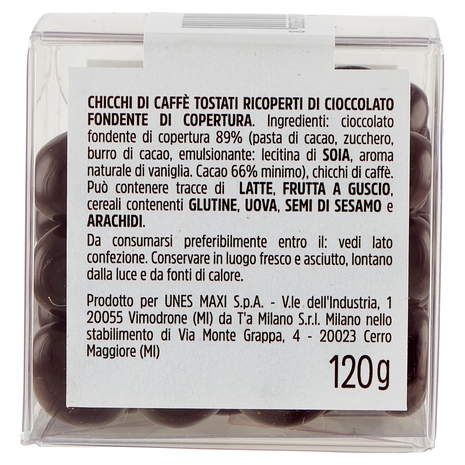 CHICCHI DI CAFFÈ TOSTATI RICOPERTI DI CIOCCOLATO
FONDENTE DI COPERTURA. Ingredienti: cioccolato
fondente di copertura 89% (pasta di cacao, zucchero,
burro di cacao, emulsionante: lecitina di SOIA, aroma
naturale di vaniglia. Cacao 66% minimo), chicchi di caffè.
Può contenere tracce di LATTE, FRUTTA A GUSCIO,
cereali contenenti GLUTINE, UOVA, SEMI DI SESAMO e
ARACHIDI.
Da consumarsi preferibilmente entro il: vedi lato
confezione. Conservare in luogo fresco e asciutto, lontano
dalla luce e da fonti di calore.
Prodotto per UNES MAXI S.p.A. - V.le dell'Industria, 1
20055 Vimodrone (MI) da T'a Milano S.r.l. Milano nello
stabilimento di Via Monte Grappa, 4 - 20023 Cerro
Maggiore (MI)
120g